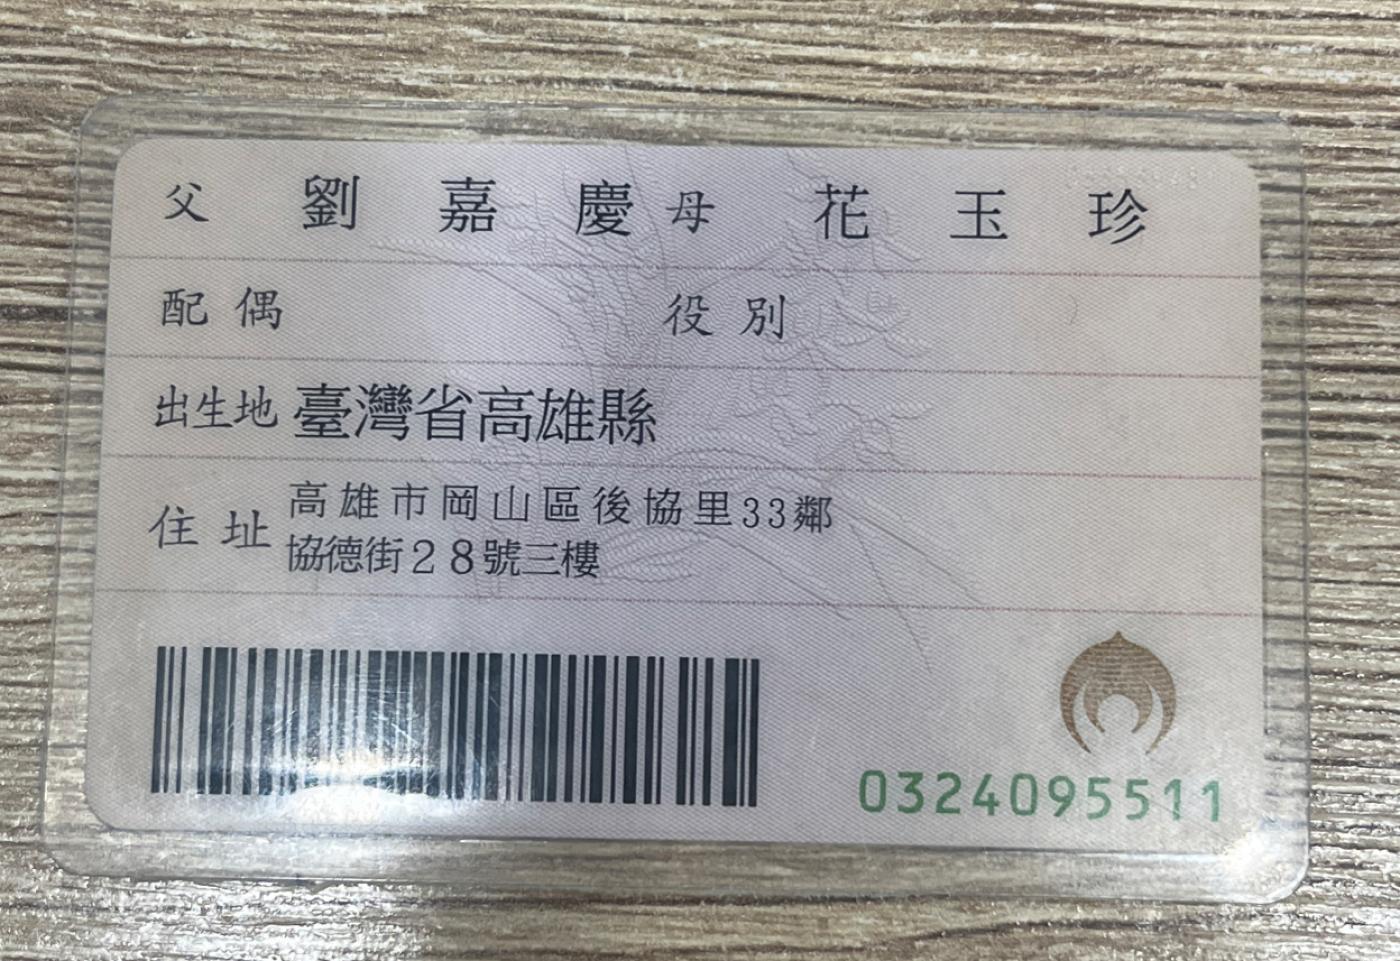 父 劉嘉慶 母 花玉珍
配偶 役別
出生地 臺灣省高雄縣
住址 高雄市岡山區後協里33鄰
協德街28號三樓
0324095511